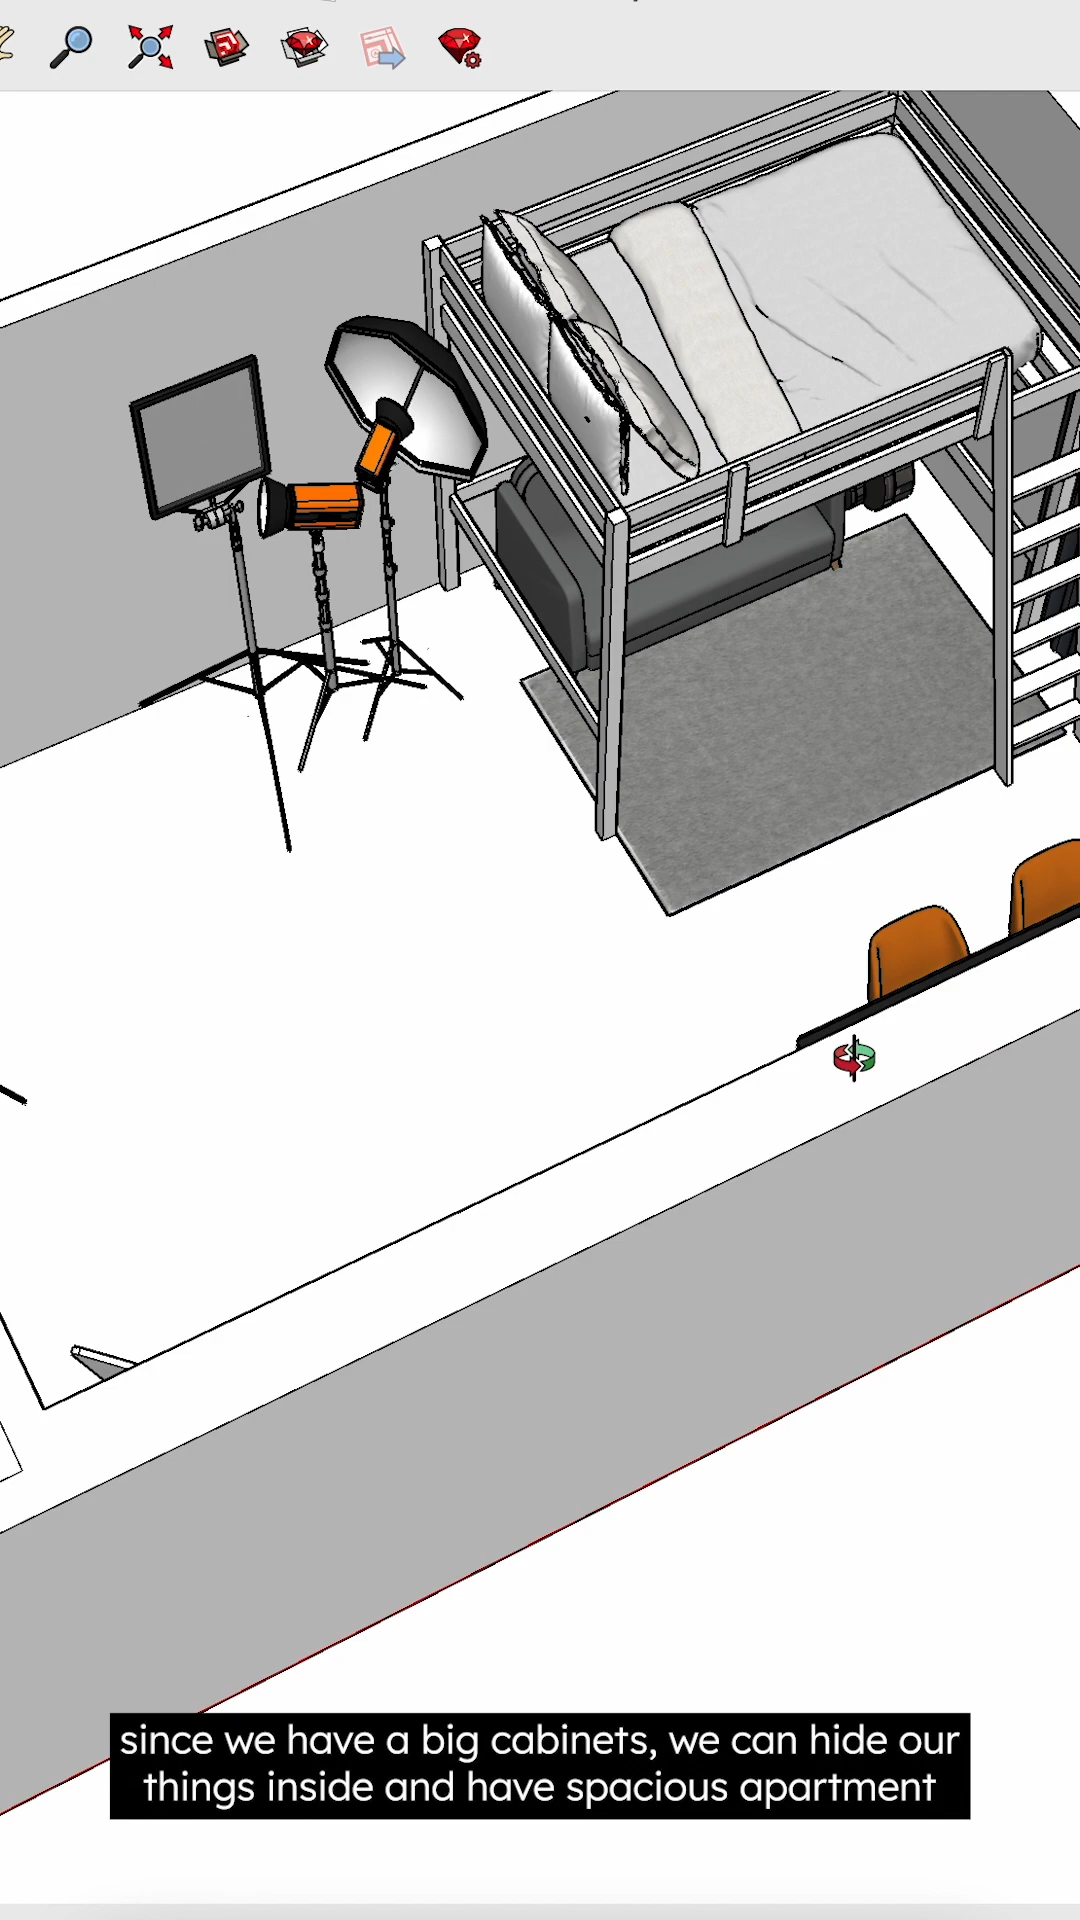 since we have a big cabinets, we can hide our
things inside and have spacious apartment